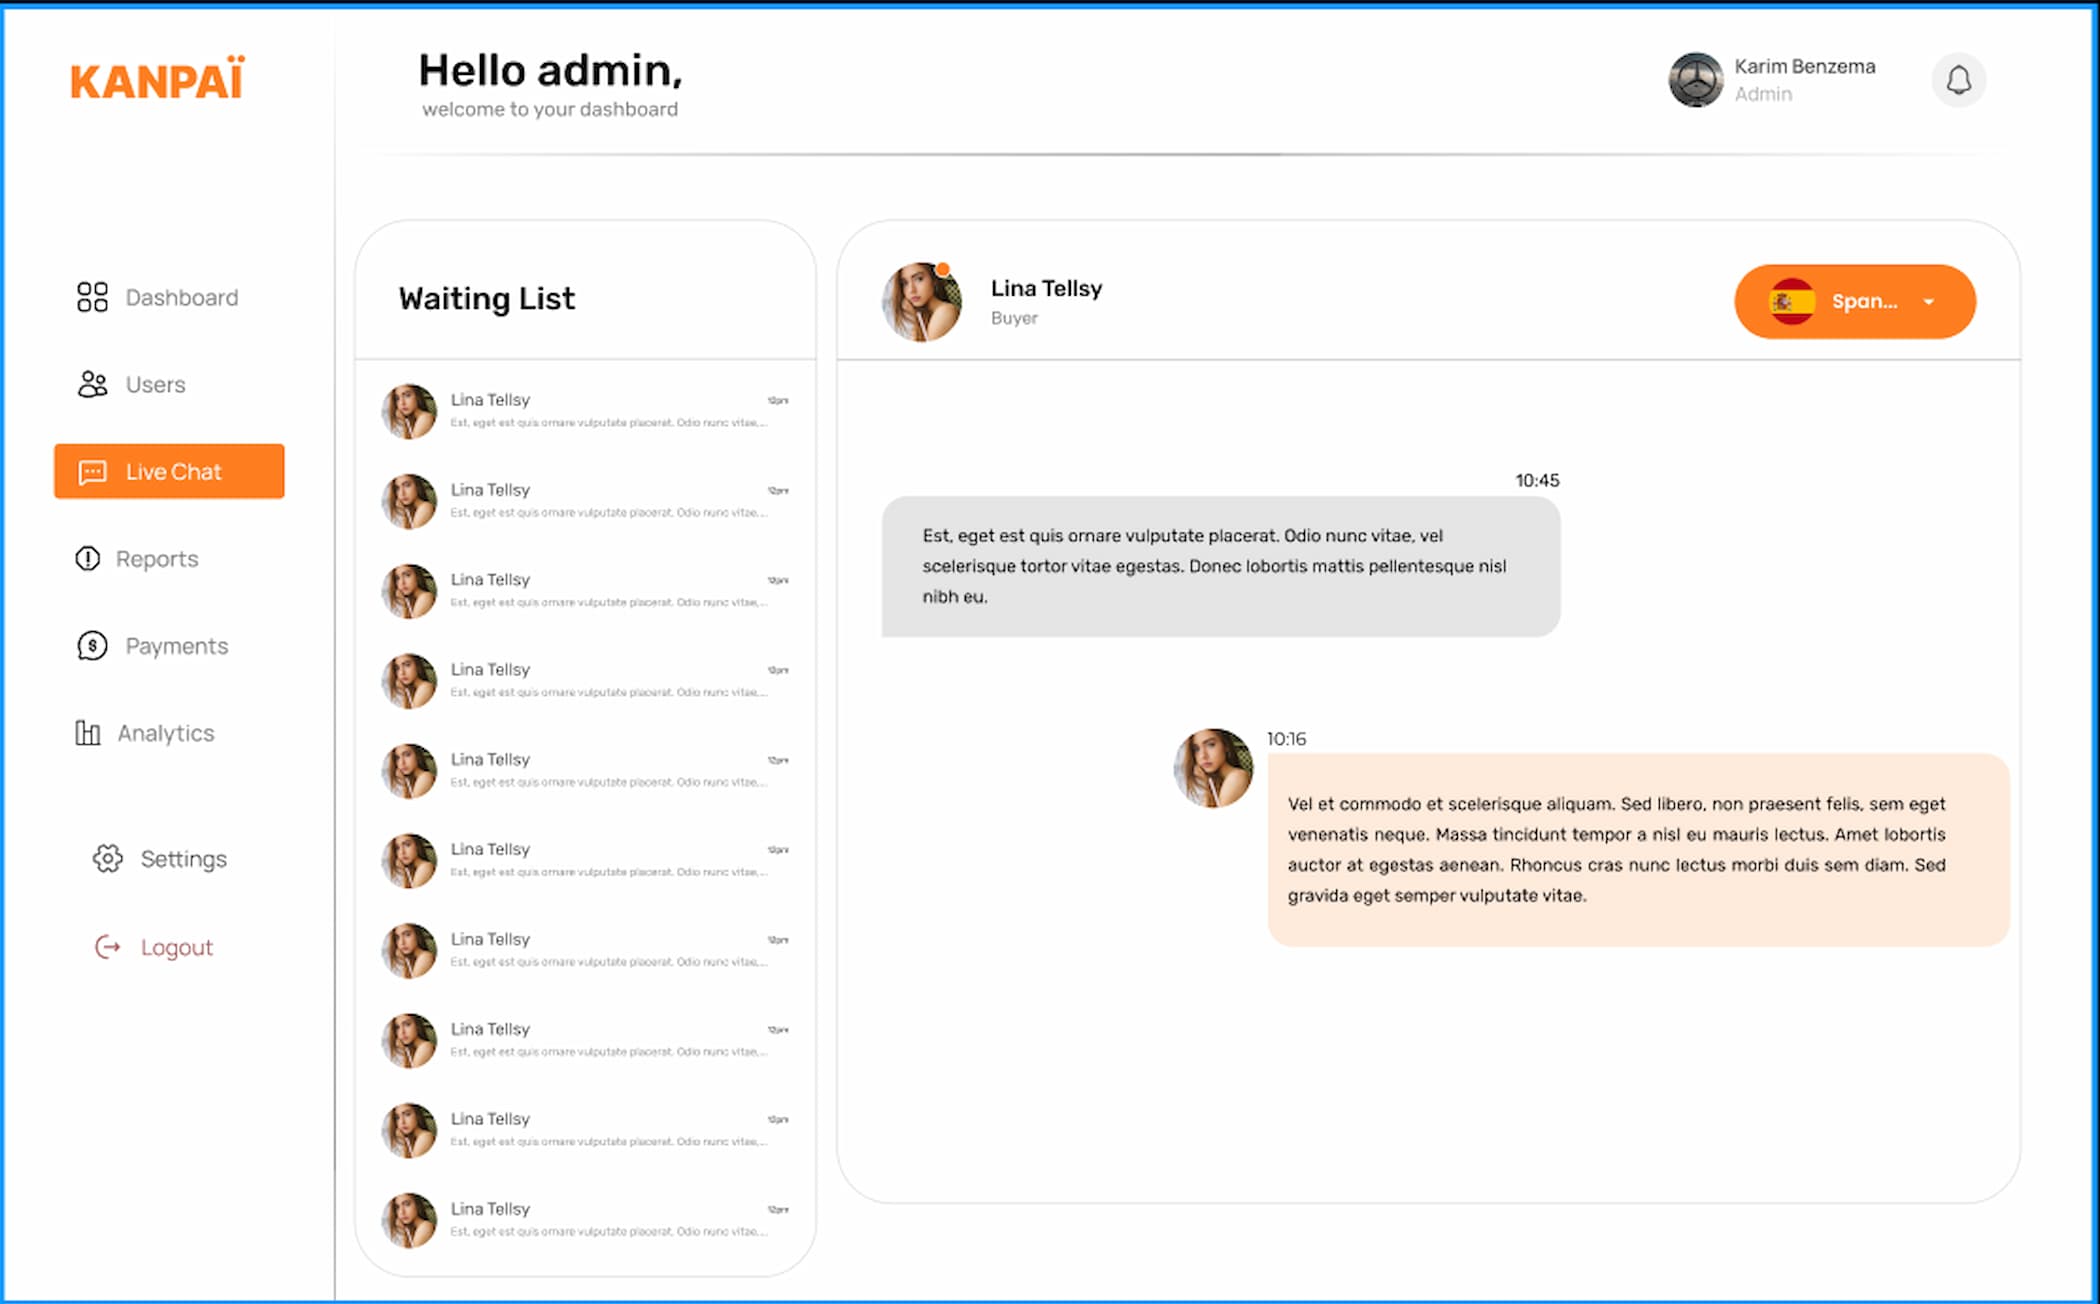 KANPAÏ
Hello admin,
welcome to your dashboard
Karim Benzema
Admin
Dashboard
Users
Live Chat
Reports
Payments
Analytics
Settings
Logout
Waiting List
Lina Tellsy
12pm
Est, eget est quis ornare vulputate placerat. Odio nunc vitae,...
Lina Tellsy
12pm
Est, eget est quis ornare vulputate placerat. Odio nunc vitae,...
Lina Tellsy
12pm
Est, eget est quis ornare vulputate placerat. Odio nunc vitae,...
Lina Tellsy
12pm
Est, eget est quis ornare vulputate placerat. Odio nunc vitae,...
Lina Tellsy
12pm
Est, eget est quis ornare vulputate placerat. Odio nunc vitae,...
Lina Tellsy
12pm
Est, eget est quis ornare vulputate placerat. Odio nunc vitae,...
Lina Tellsy
12pm
Est, eget est quis ornare vulputate placerat. Odio nunc vitae,...
Lina Tellsy
12pm
Est, eget est quis ornare vulputate placerat. Odio nunc vitae,...
Lina Tellsy
12pm
Est, eget est quis ornare vulputate placerat. Odio nunc vitae,...
Lina Tellsy
12pm
Est, eget est quis ornare vulputate placerat. Odio nunc vitae,...
Lina Tellsy
Buyer
Span...
10:45
Est, eget est quis ornare vulputate placerat. Odio nunc vitae, vel
scelerisque tortor vitae egestas. Donec lobortis mattis pellentesque nisl
nibh eu.
10:16
Vel et commodo et scelerisque aliquam. Sed libero, non praesent felis, sem eget
venenatis neque. Massa tincidunt tempor a nisl eu mauris lectus. Amet lobortis
auctor at egestas aenean. Rhoncus cras nunc lectus morbi duis sem diam. Sed
gravida eget semper vulputate vitae.